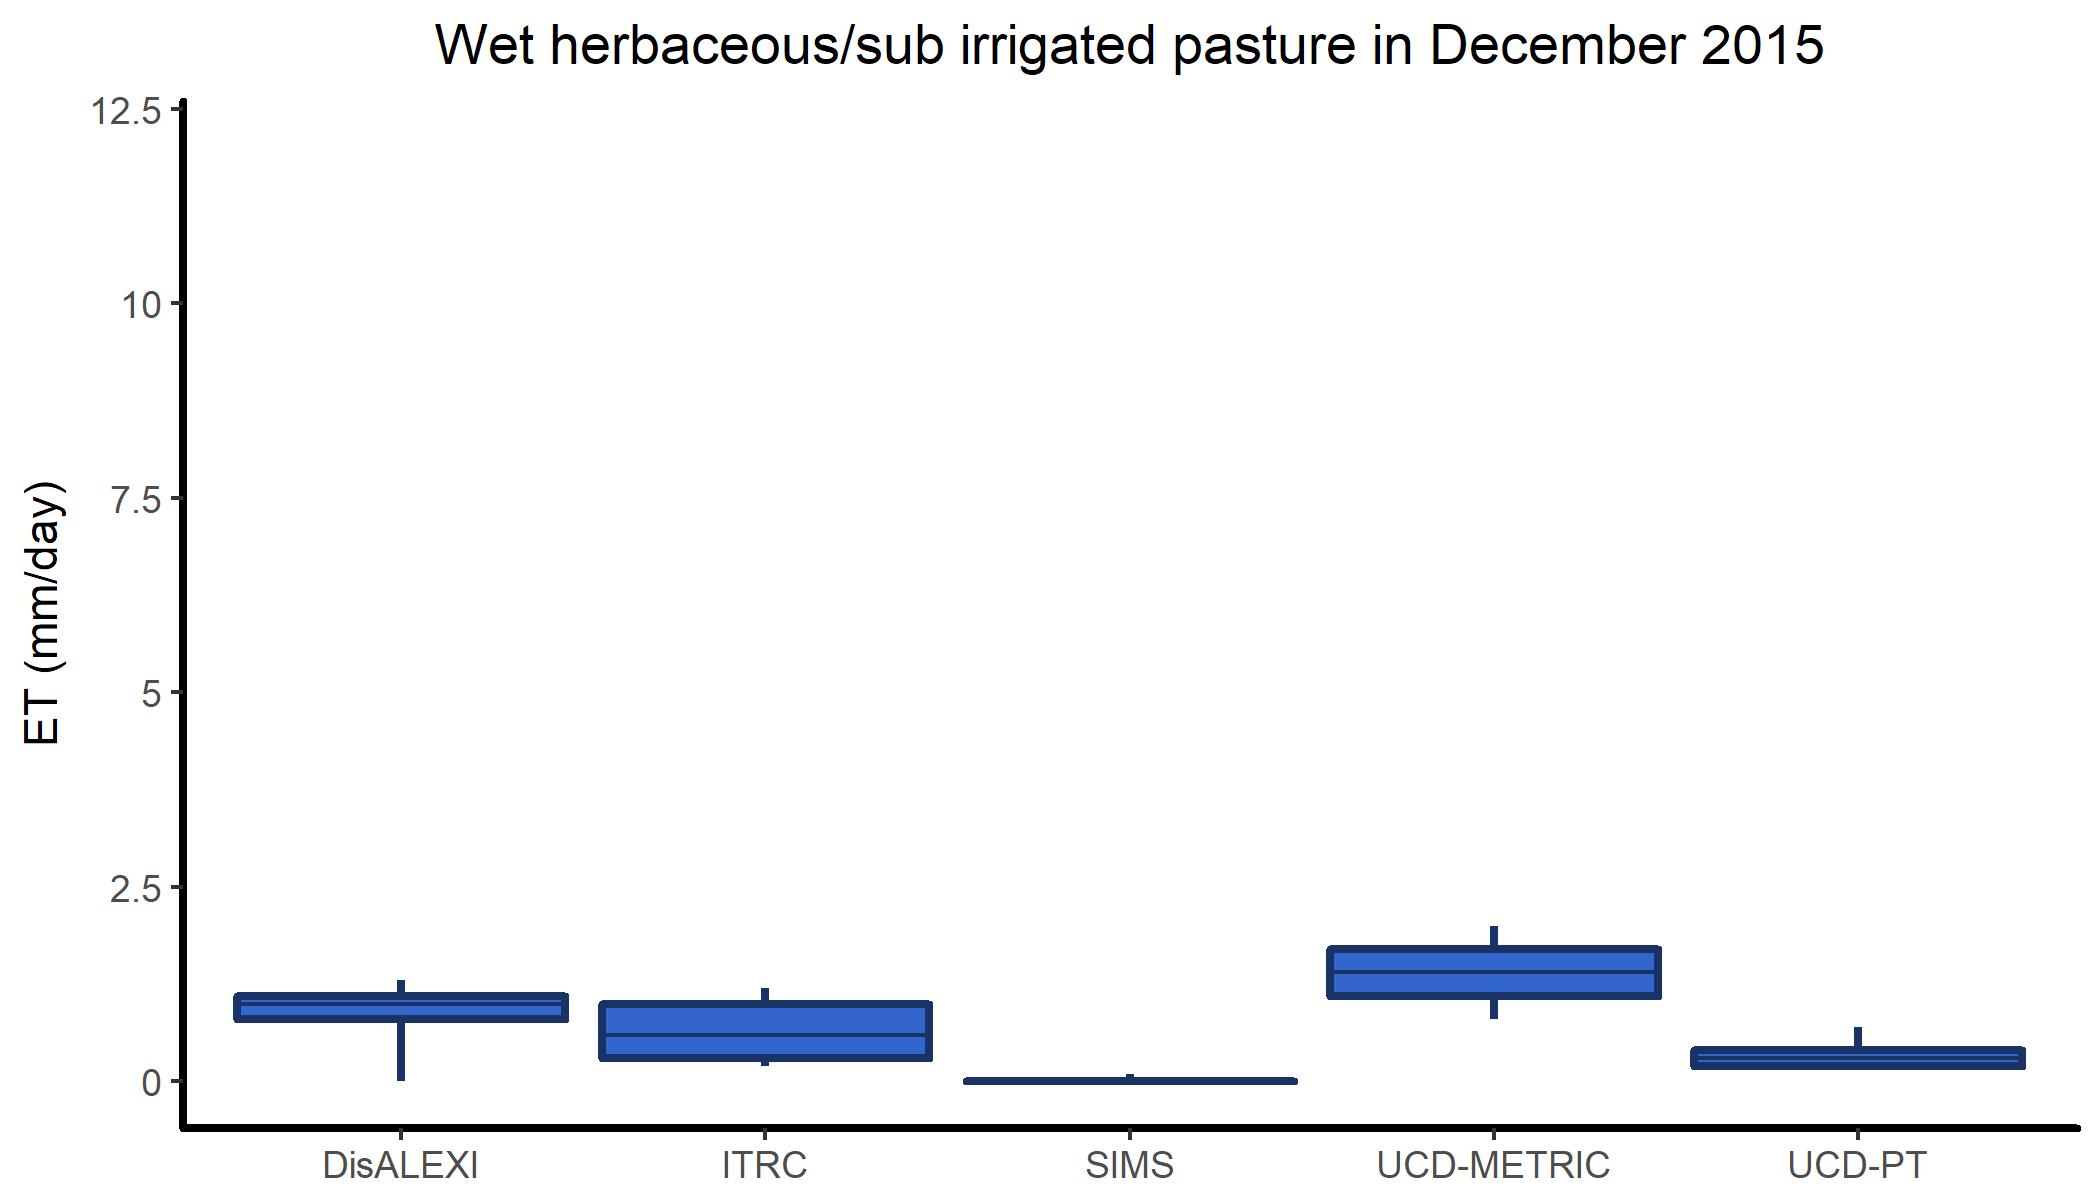 Wet herbaceous/sub irrigated pasture in December 2015
12.5
10
7.5
5
2.5
0
ET (mm/day)
DisALEXI ITRC SIMS UCD-METRIC UCD-PT